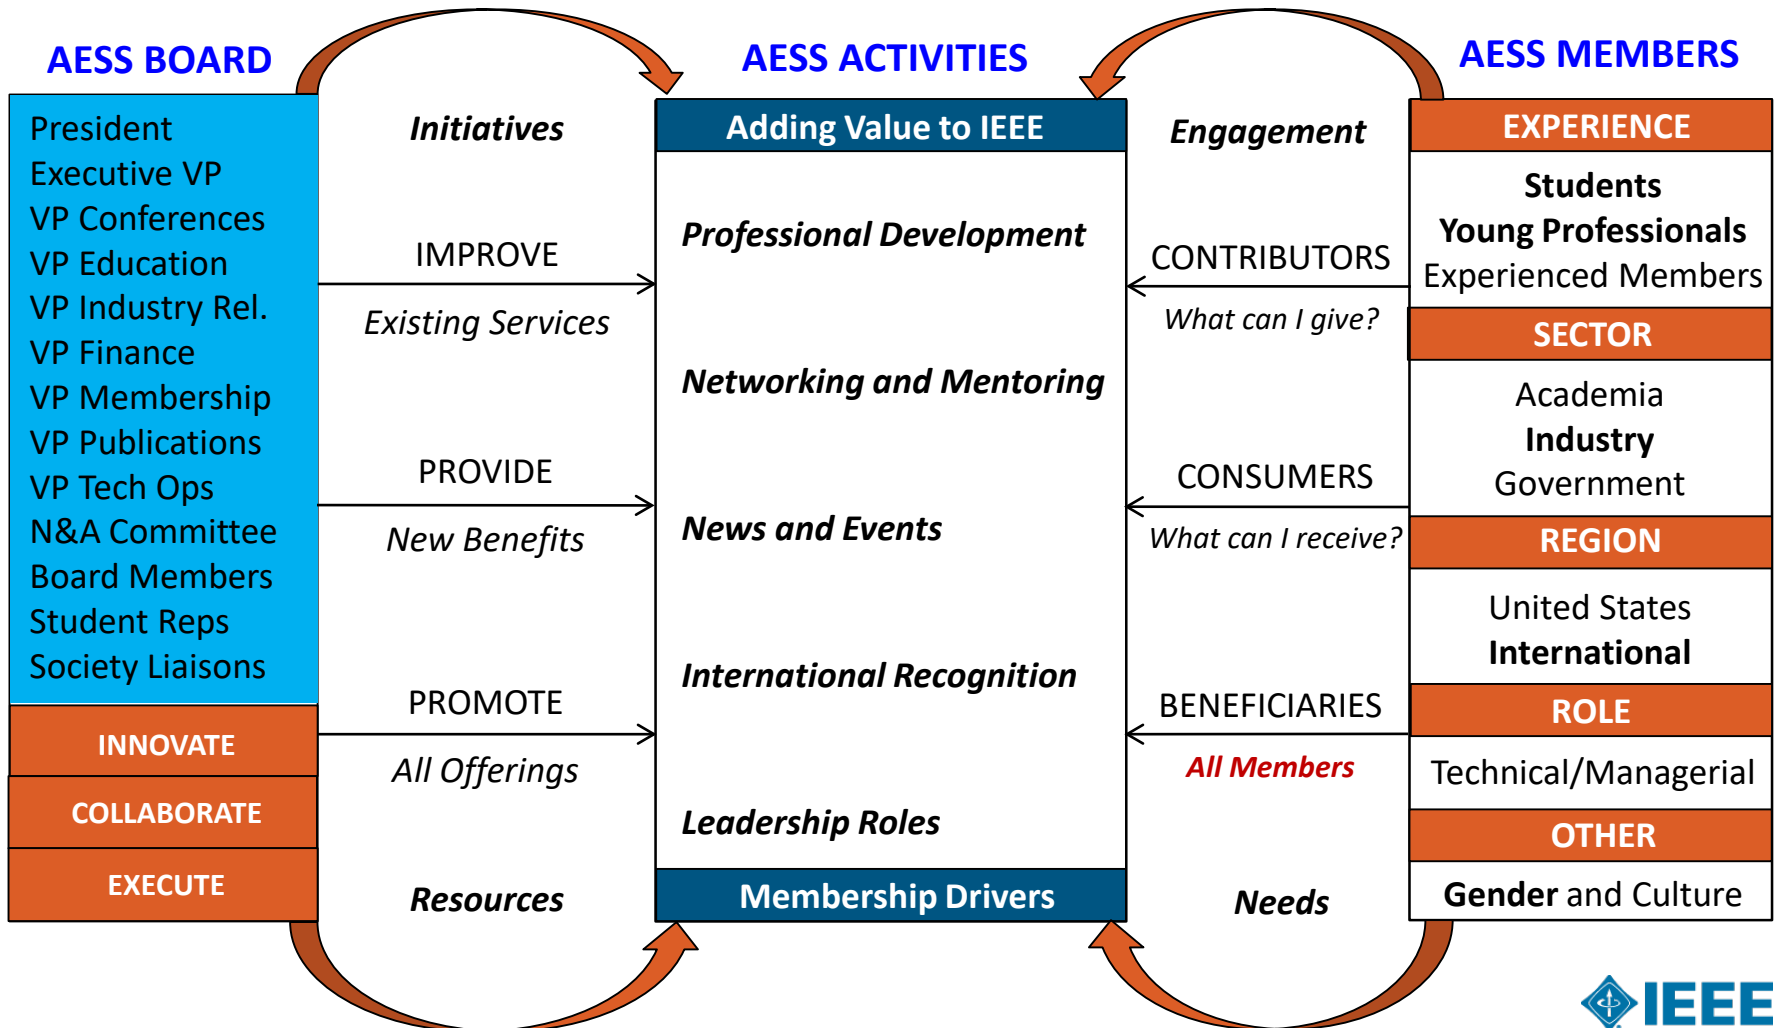 AESS BOARD
President
Executive VP
VP Conferences
VP Education
VP Industry Rel.
VP Finance
VP Membership
VP Publications
VP Tech Ops
N&A Committee
Board Members
Student Reps
Society Liaisons
INNOVATE
COLLABORATE
EXECUTE
Initiatives
IMPROVE
Existing Services
PROVIDE
New Benefits
PROMOTE
All Offerings
Resources
AESS ACTIVITIES
Adding Value to IEEE
Professional Development
Networking and Mentoring
News and Events
International Recognition
Leadership Roles
Membership Drivers
Engagement
CONTRIBUTORS
What can I give?
CONSUMERS
What can I receive?
BENEFICIARIES
All Members
Needs
AESS MEMBERS
EXPERIENCE
Students
Young Professionals
Experienced Members
SECTOR
Academia
Industry
Government
REGION
United States
International
ROLE
Technical/Managerial
OTHER
Gender and Culture
IEEE